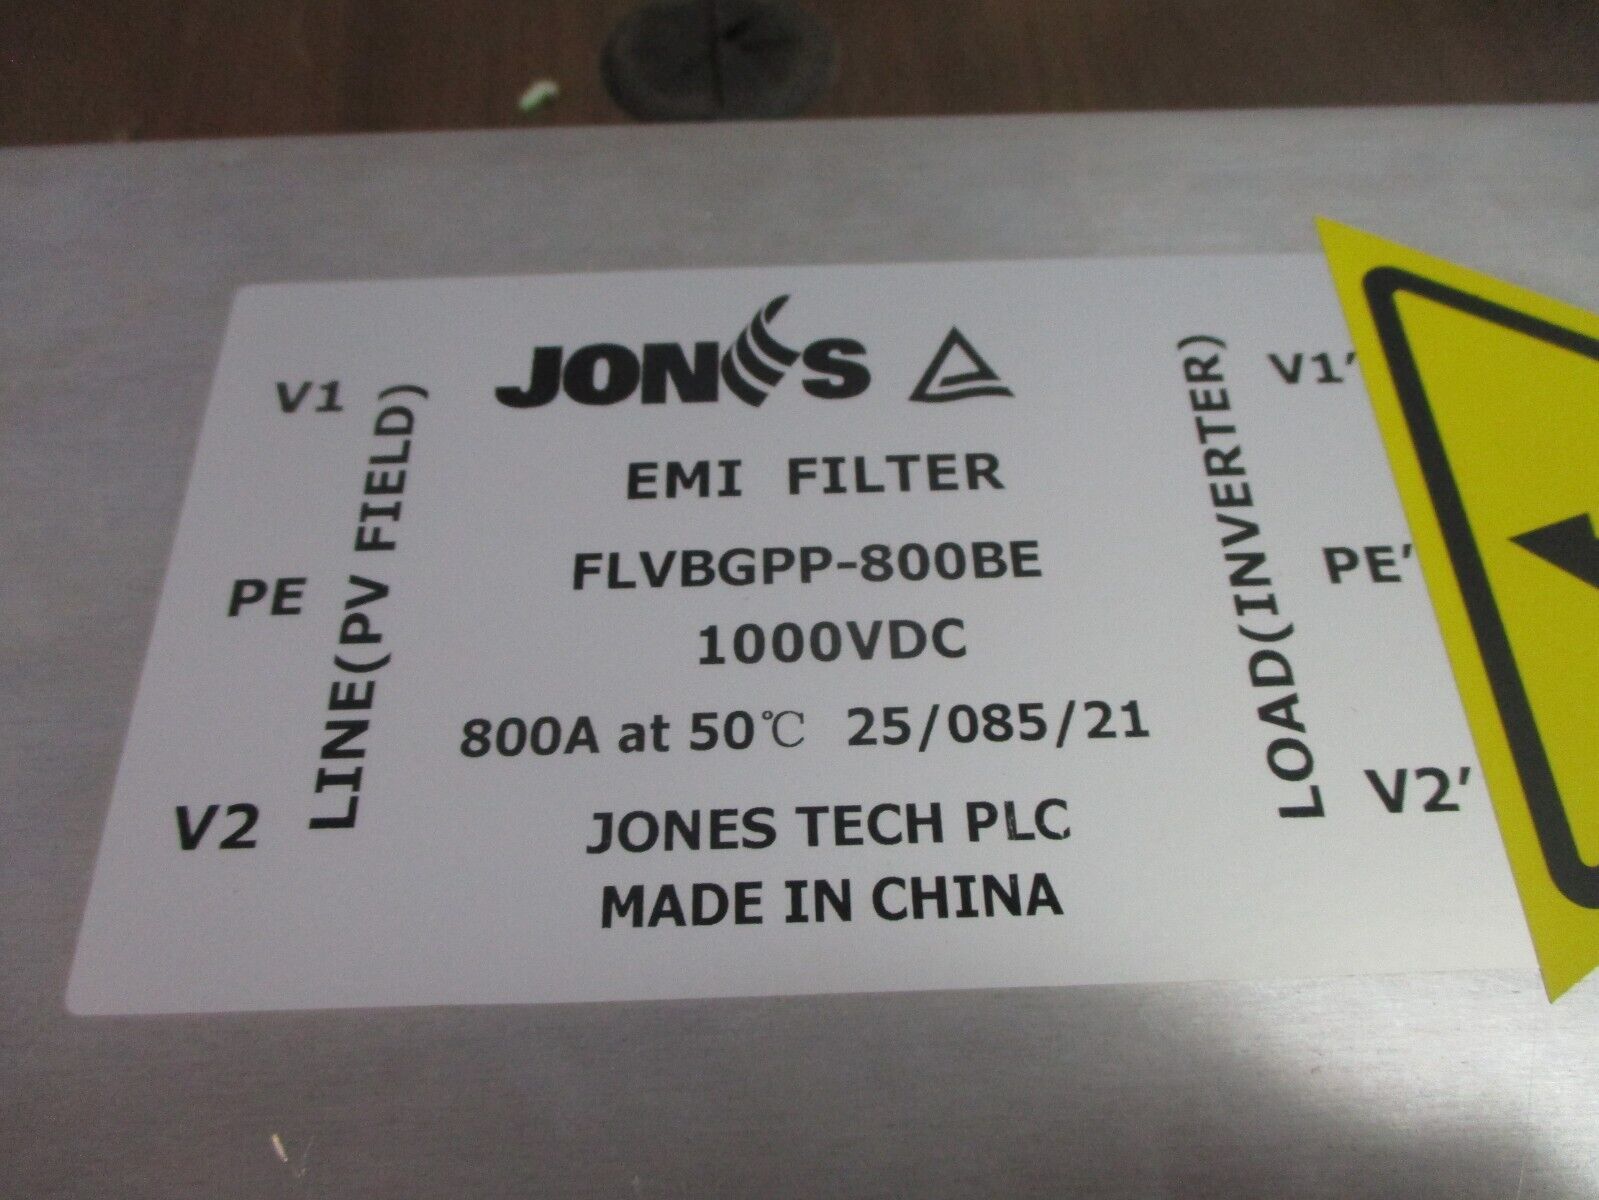 JONES
EMI FILTER
FLVBGPP-800BE
1000VDC
800A at 50℃ 25/085/21
JONES TECH PLC
MADE IN CHINA
V1
PE
V2
LINE(PV FIELD)
LOAD(INVERTER)
V1'
PE'
V2'